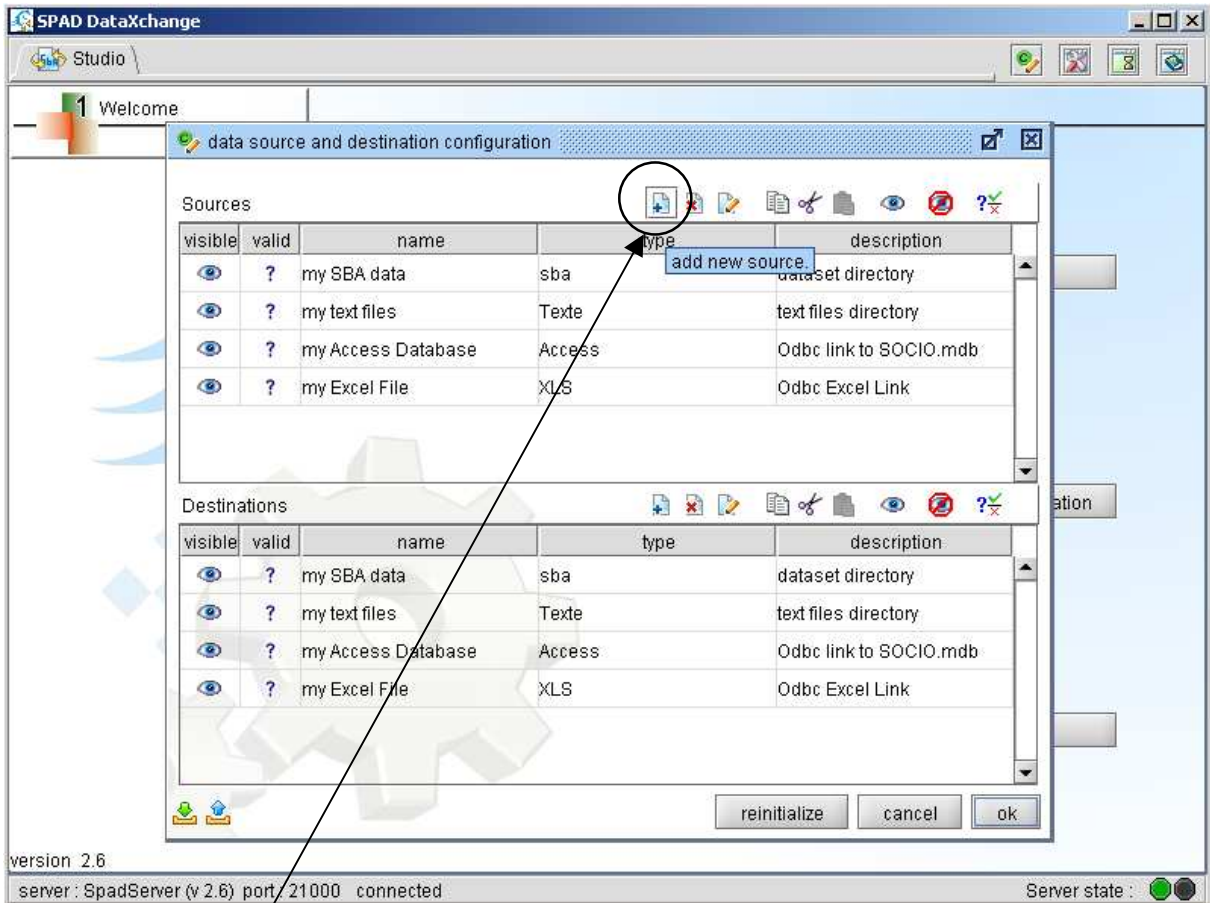 SPAD DataXchange
Studio
1 Welcome
data source and destination configuration
Sources
visible valid name type description
add new source.
? my SBA data sba dataset directory
? my text files Texte text files directory
? my Access Database Access Odbc link to SOCIO.mdb
? my Excel File XLS Odbc Excel Link
Destinations
ation
visible valid name type description
? my SBA data sba dataset directory
? my text files Texte text files directory
? my Access Database Access Odbc link to SOCIO.mdb
? my Excel File XLS Odbc Excel Link
reinitialize cancel ok
version 2.6
server : SpadServer (v 2.6) port : 21000 connected Server state :